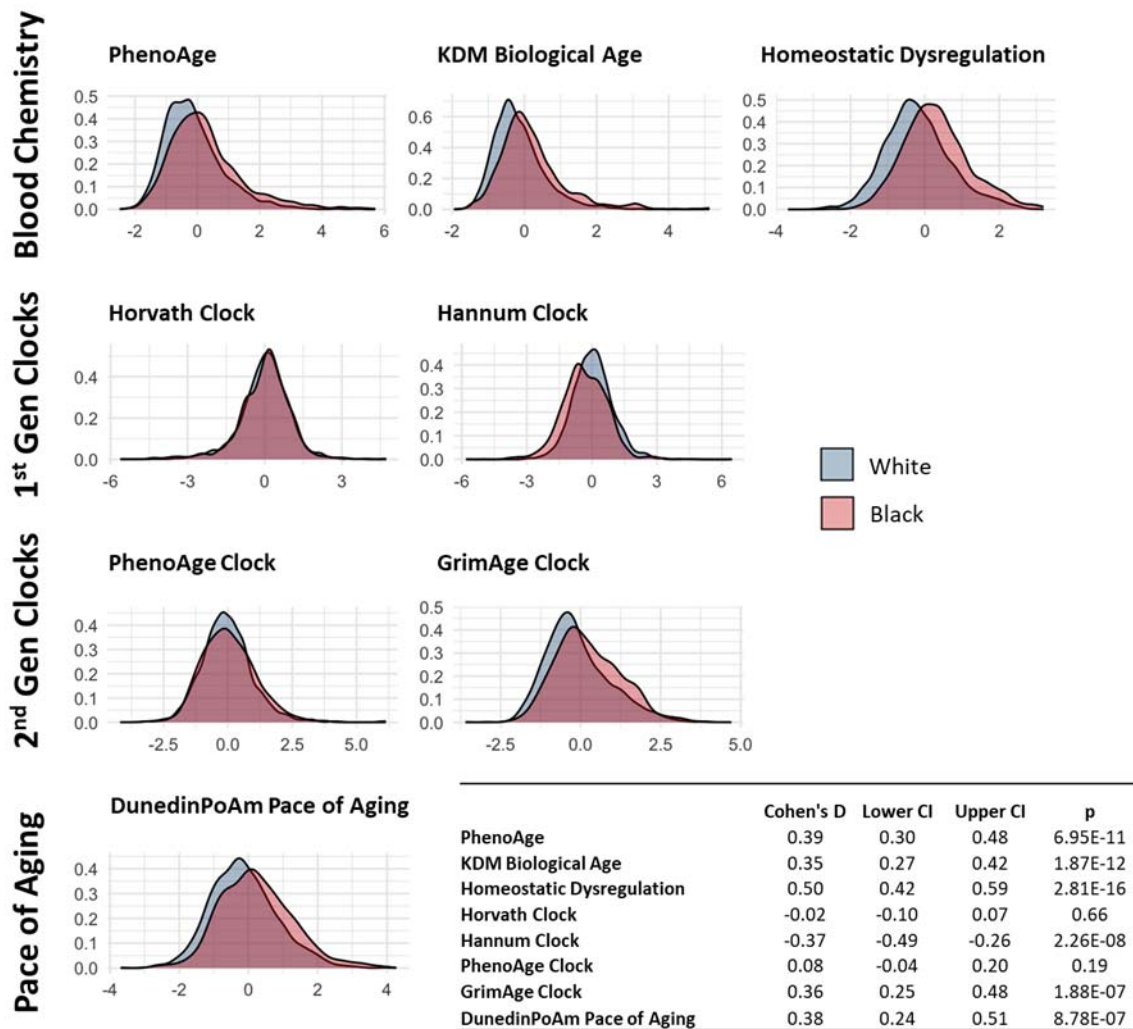 Blood Chemistry
PhenoAge
KDM Biological Age
Homeostatic Dysregulation
0.5
0.4
0.3
0.2
0.1
0.0
-2 0 2 4 6
0.6
0.4
0.2
0.0
-2 0 2 4
0.5
0.4
0.3
0.2
0.1
0.0
-4 -2 0 2
1st Gen Clocks
Horvath Clock
Hannum Clock
0.4
0.2
0.0
-6 -3 0 3
0.4
0.3
0.2
0.1
0.0
-6 -3 0 3 6
White
Black
2nd Gen Clocks
PhenoAge Clock
GrimAge Clock
0.4
0.3
0.2
0.1
0.0
-2.5 0.0 2.5 5.0
0.5
0.4
0.3
0.2
0.1
0.0
-2.5 0.0 2.5 5.0
Pace of Aging
DunedinPoAm Pace of Aging
0.4
0.3
0.2
0.1
0.0
-4 -2 0 2 4
Cohen's D Lower CI Upper CI p
PhenoAge 0.39 0.30 0.48 6.95E-11
KDM Biological Age 0.35 0.27 0.42 1.87E-12
Homeostatic Dysregulation 0.50 0.42 0.59 2.81E-16
Horvath Clock -0.02 -0.10 0.07 0.66
Hannum Clock -0.37 -0.49 -0.26 2.26E-08
PhenoAge Clock 0.08 -0.04 0.20 0.19
GrimAge Clock 0.36 0.25 0.48 1.88E-07
DunedinPoAm Pace of Aging 0.38 0.24 0.51 8.78E-07